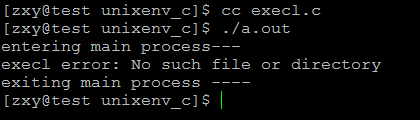 [zxy@test unixenv_c]$ cc execl.c
[zxy@test unixenv_c]$ ./a.out
entering main process---
execl error: No such file or directory
exiting main process ----
[zxy@test unixenv_c]$